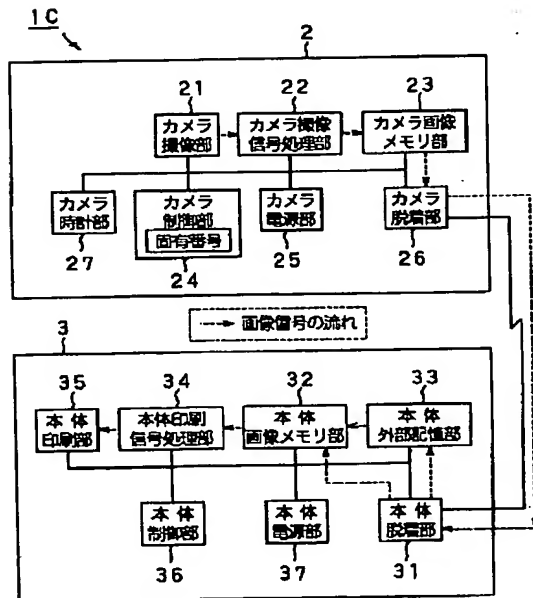 1C
2
21
22
23
カメラ
撮像部
カメラ撮像
信号処理部
カメラ画像
メモリ部
カメラ
時計部
カメラ
制御部
固有番号
カメラ
電源部
カメラ
脱着部
27
24
25
26
画像信号の流れ
3
35
34
32
33
本体
印刷部
本体印刷
信号処理部
本体
画像メモリ部
本体
外部記憶部
本体
制御部
本体
電源部
本体
脱着部
36
37
31